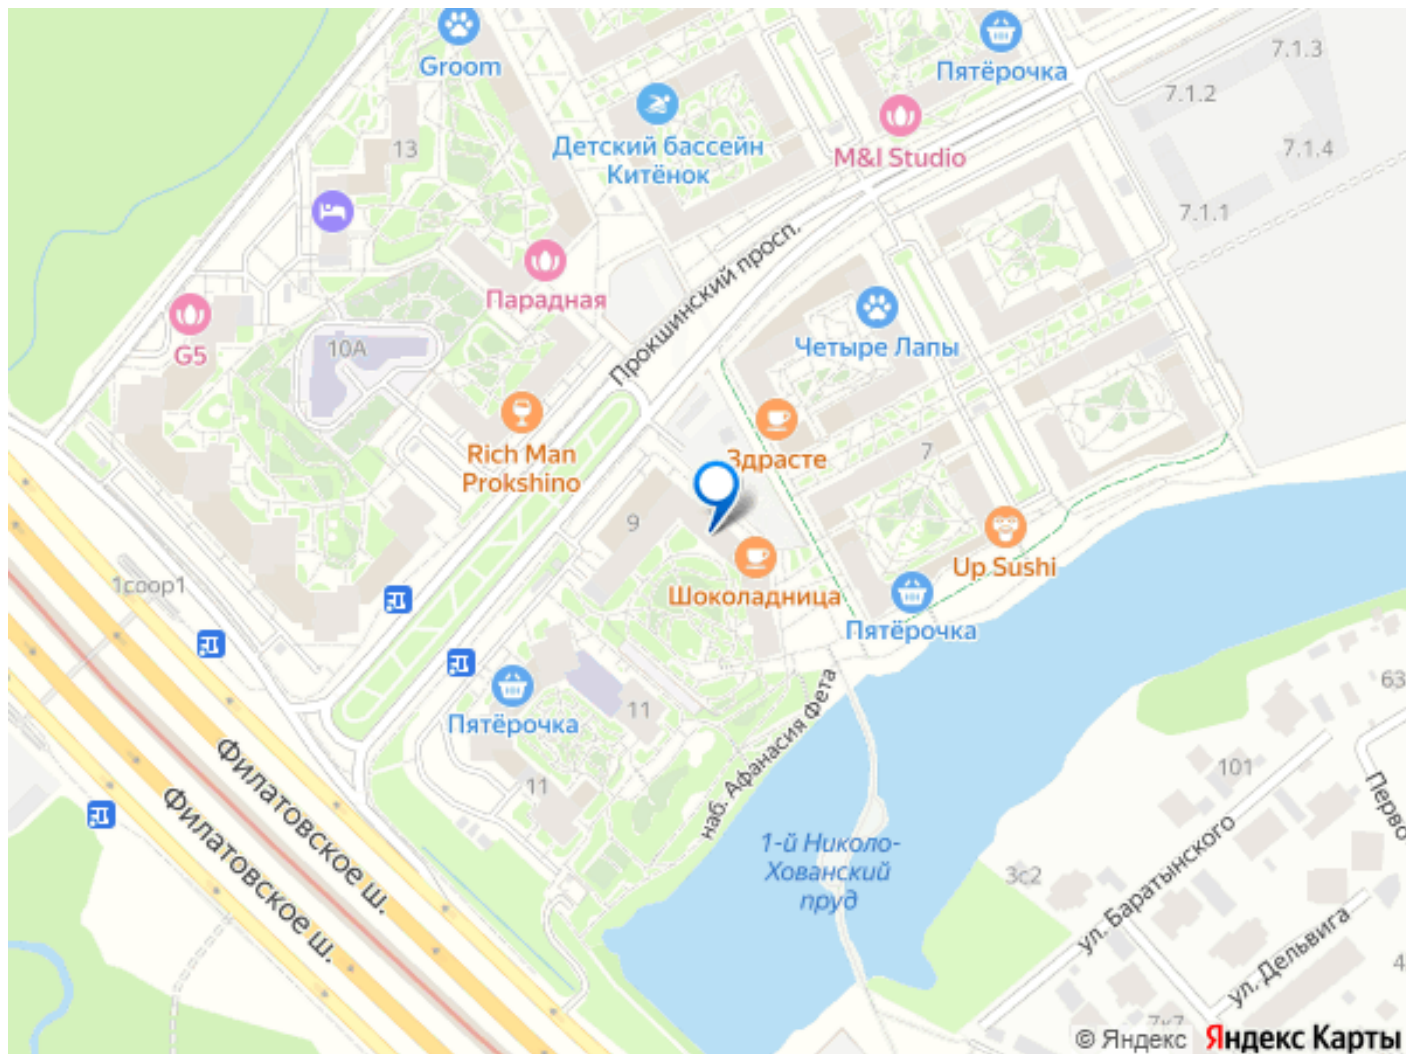 Groom
Пятёрочка
7.1.3
7.1.2
Детский бассейн
Китёнок
M&I Studio
13
7.1.4
7.1.1
Парадная
Прокшинский просп.
G5
10А
Четыре Лапы
Rich Man
Prokshino
Здрасте
7
9
Up Sushi
1соор1
Шоколадница
Пятёрочка
Пятёрочка
11
11
наб. Афанасия Фета
63
101
Филатовское ш.
Филатовское ш.
1-й Николо-
Хованский
пруд
3с2
ул. Баратынского
Перво
ул. Дельвига
4
7к7
© Яндекс Яндекс Карты